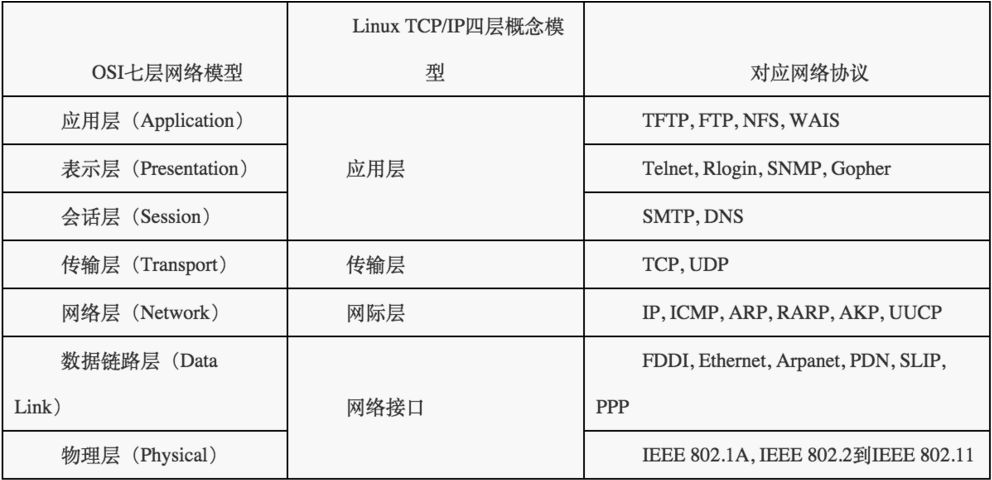 OSI七层网络模型
Linux TCP/IP四层概念模
型
对应网络协议
应用层（Application）
应用层
TFTP, FTP, NFS, WAIS
表示层（Presentation）
Telnet, Rlogin, SNMP, Gopher
会话层（Session）
SMTP, DNS
传输层（Transport）
传输层
TCP, UDP
网络层（Network）
网际层
IP, ICMP, ARP, RARP, AKP, UUCP
数据链路层（Data
Link）
网络接口
FDDI, Ethernet, Arpanet, PDN, SLIP,
PPP
物理层（Physical）
IEEE 802.1A, IEEE 802.2到IEEE 802.11